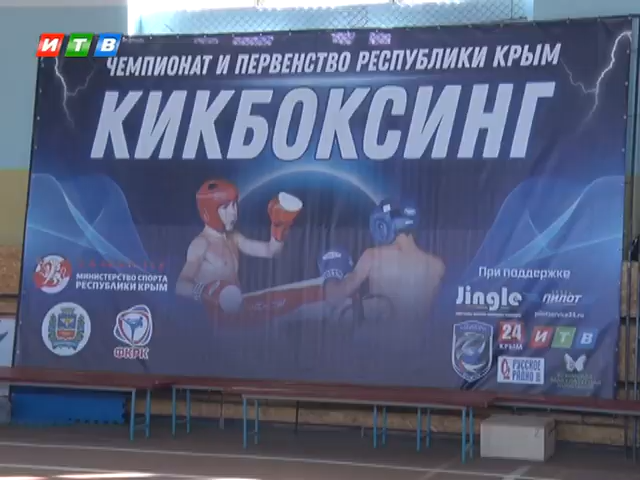 ИТВ
ЧЕМПИОНАТ И ПЕРВЕНСТВО РЕСПУБЛИКИ КРЫМ
КИКБОКСИНГ
МИНИСТЕРСТВО СПОРТА
РЕСПУБЛИКИ КРЫМ
ФКРК
При поддержке
Jingle
ПИЛОТ
24
КРЫМ
ИТВ
РУССКОЕ
РАДИО